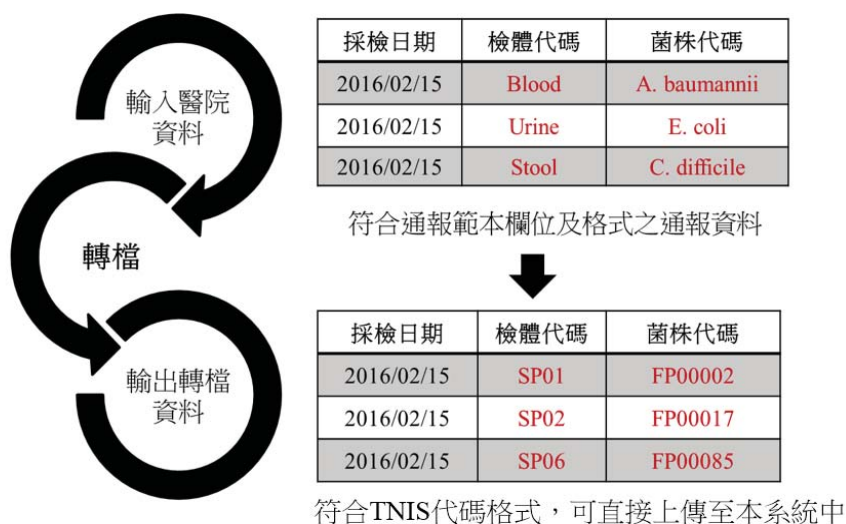 輸入醫院
資料
轉檔
輸出轉檔
資料
採檢日期 檢體代碼 菌株代碼
2016/02/15 Blood A. baumannii
2016/02/15 Urine E. coli
2016/02/15 Stool C. difficile
符合通報範本欄位及格式之通報資料
採檢日期 檢體代碼 菌株代碼
2016/02/15 SP01 FP00002
2016/02/15 SP02 FP00017
2016/02/15 SP06 FP00085
符合TNIS代碼格式，可直接上傳至本系統中